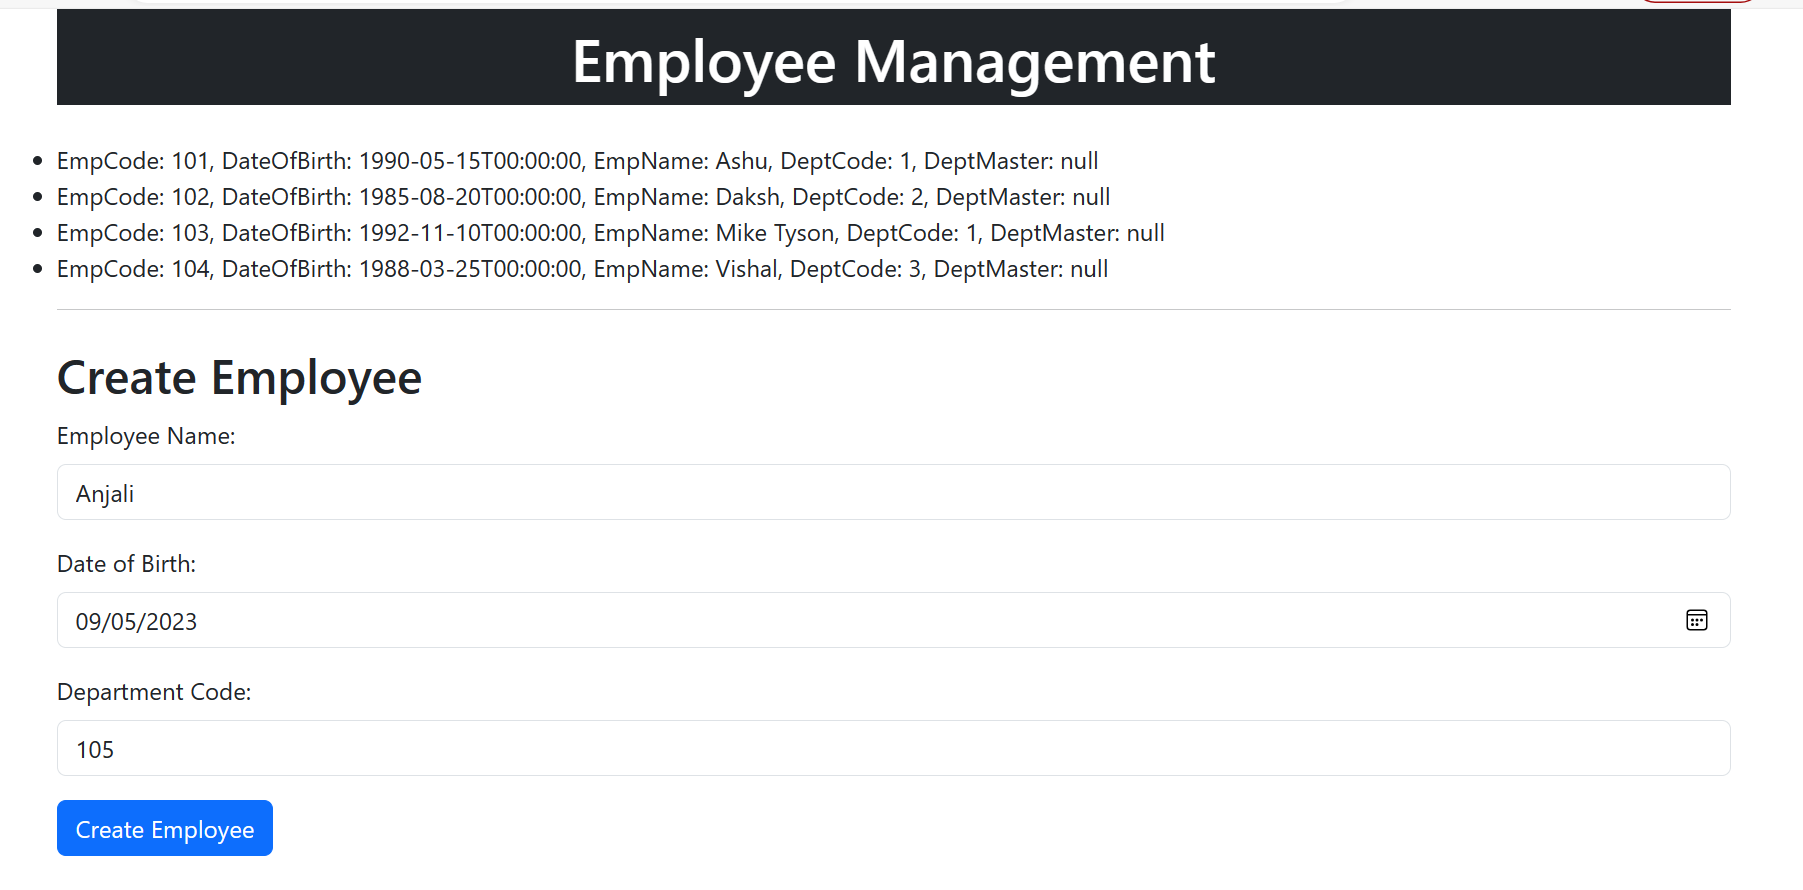 Employee Management
EmpCode: 101, DateOfBirth: 1990-05-15T00:00:00, EmpName: Ashu, DeptCode: 1, DeptMaster: null
EmpCode: 102, DateOfBirth: 1985-08-20T00:00:00, EmpName: Daksh, DeptCode: 2, DeptMaster: null
EmpCode: 103, DateOfBirth: 1992-11-10T00:00:00, EmpName: Mike Tyson, DeptCode: 1, DeptMaster: null
EmpCode: 104, DateOfBirth: 1988-03-25T00:00:00, EmpName: Vishal, DeptCode: 3, DeptMaster: null
Create Employee
Employee Name:
Anjali
Date of Birth:
09/05/2023
Department Code:
105
Create Employee